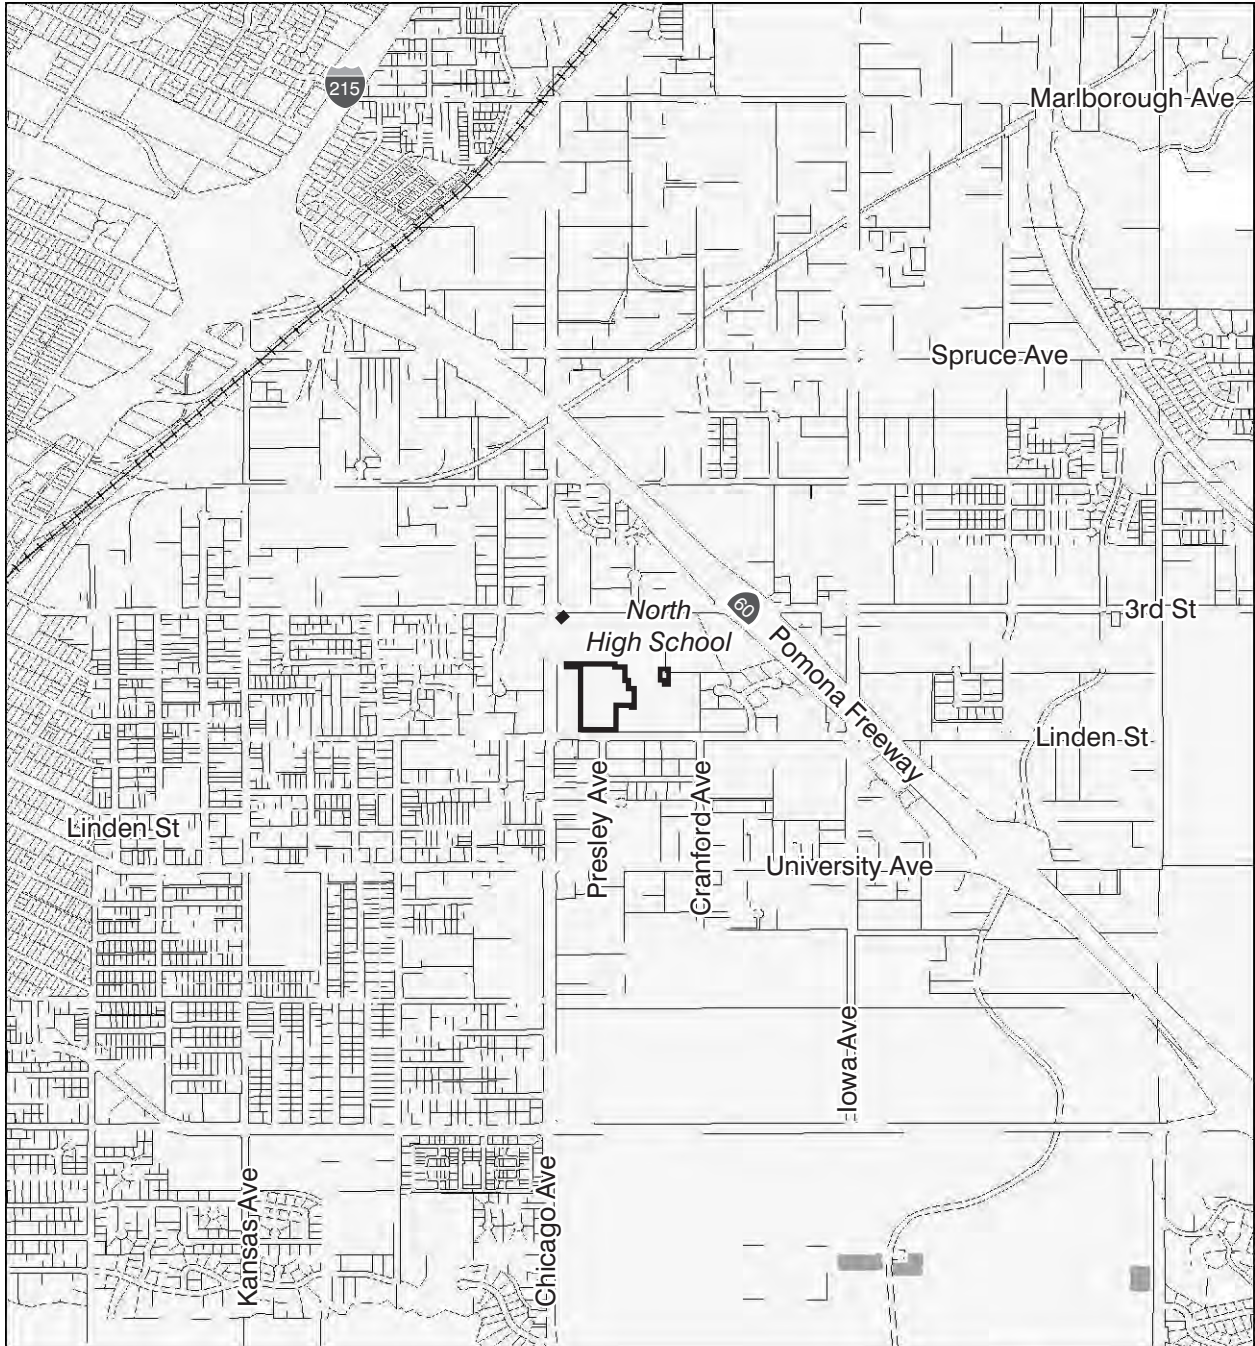 215
Marlborough Ave
Spruce Ave
60
North
High School
3rd St
Pomona Freeway
Linden St
Linden St
Presley Ave
Cranford Ave
University Ave
Iowa Ave
Kansas Ave
Chicago Ave